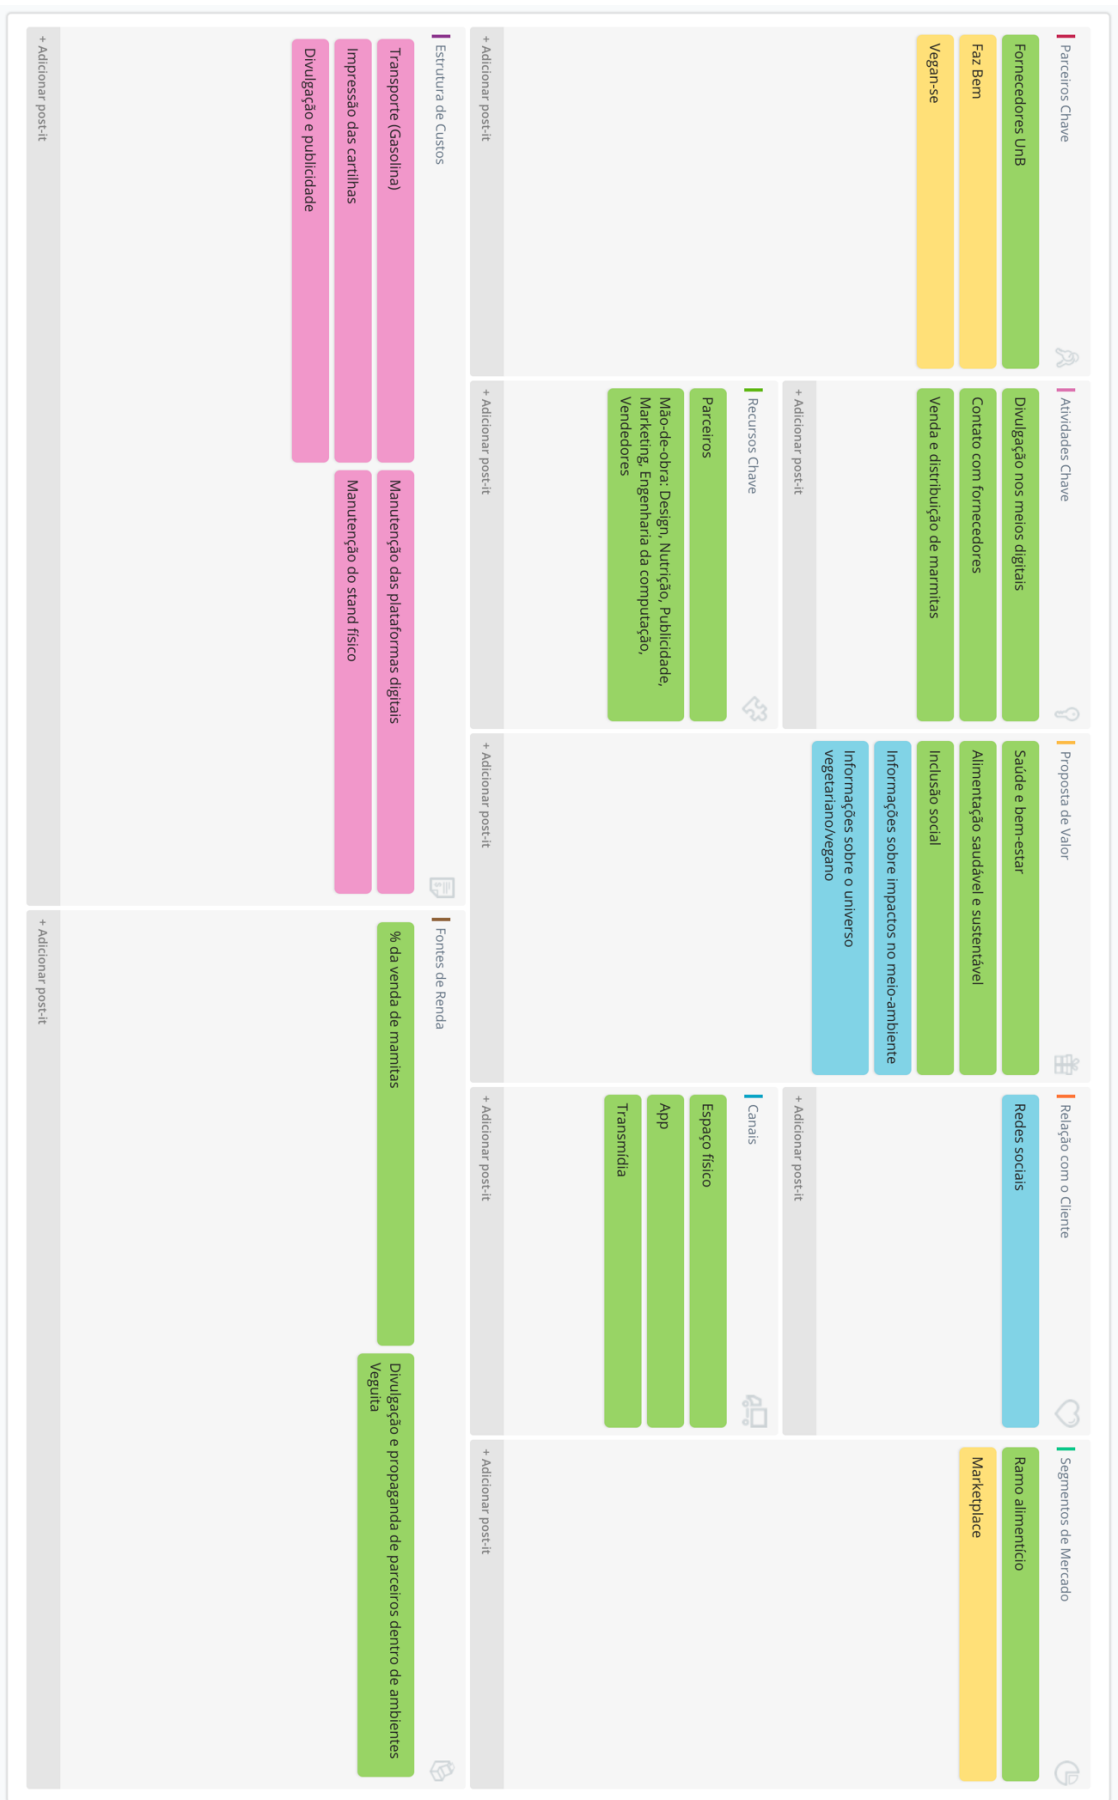 Parceiros Chave
Fornecedores UnB
Faz Bem
Vegan-se
+ Adicionar post-it
Atividades Chave
Divulgação nos meios digitais
Contato com fornecedores
Venda e distribuição de marmitas
+ Adicionar post-it
Recursos Chave
Parceiros
Mão-de-obra: Design, Nutrição, Publicidade,
Marketing, Engenharia da computação,
Vendedores
+ Adicionar post-it
Proposta de Valor
Saúde e bem-estar
Alimentação saudável e sustentável
Inclusão social
Informações sobre impactos no meio-ambiente
Informações sobre o universo
vegetariano/vegano
+ Adicionar post-it
Relação com o Cliente
Redes sociais
+ Adicionar post-it
Canais
Espaço físico
App
Transmídia
+ Adicionar post-it
Segmentos de Mercado
Ramo alimentício
Marketplace
+ Adicionar post-it
Estrutura de Custos
Transporte (Gasolina)
Impressão das cartilhas
Divulgação e publicidade
Manutenção das plataformas digitais
Manutenção do stand físico
+ Adicionar post-it
Fontes de Renda
% da venda de mamitas
Divulgação e propaganda de parceiros dentro de ambientes
Veguita
+ Adicionar post-it